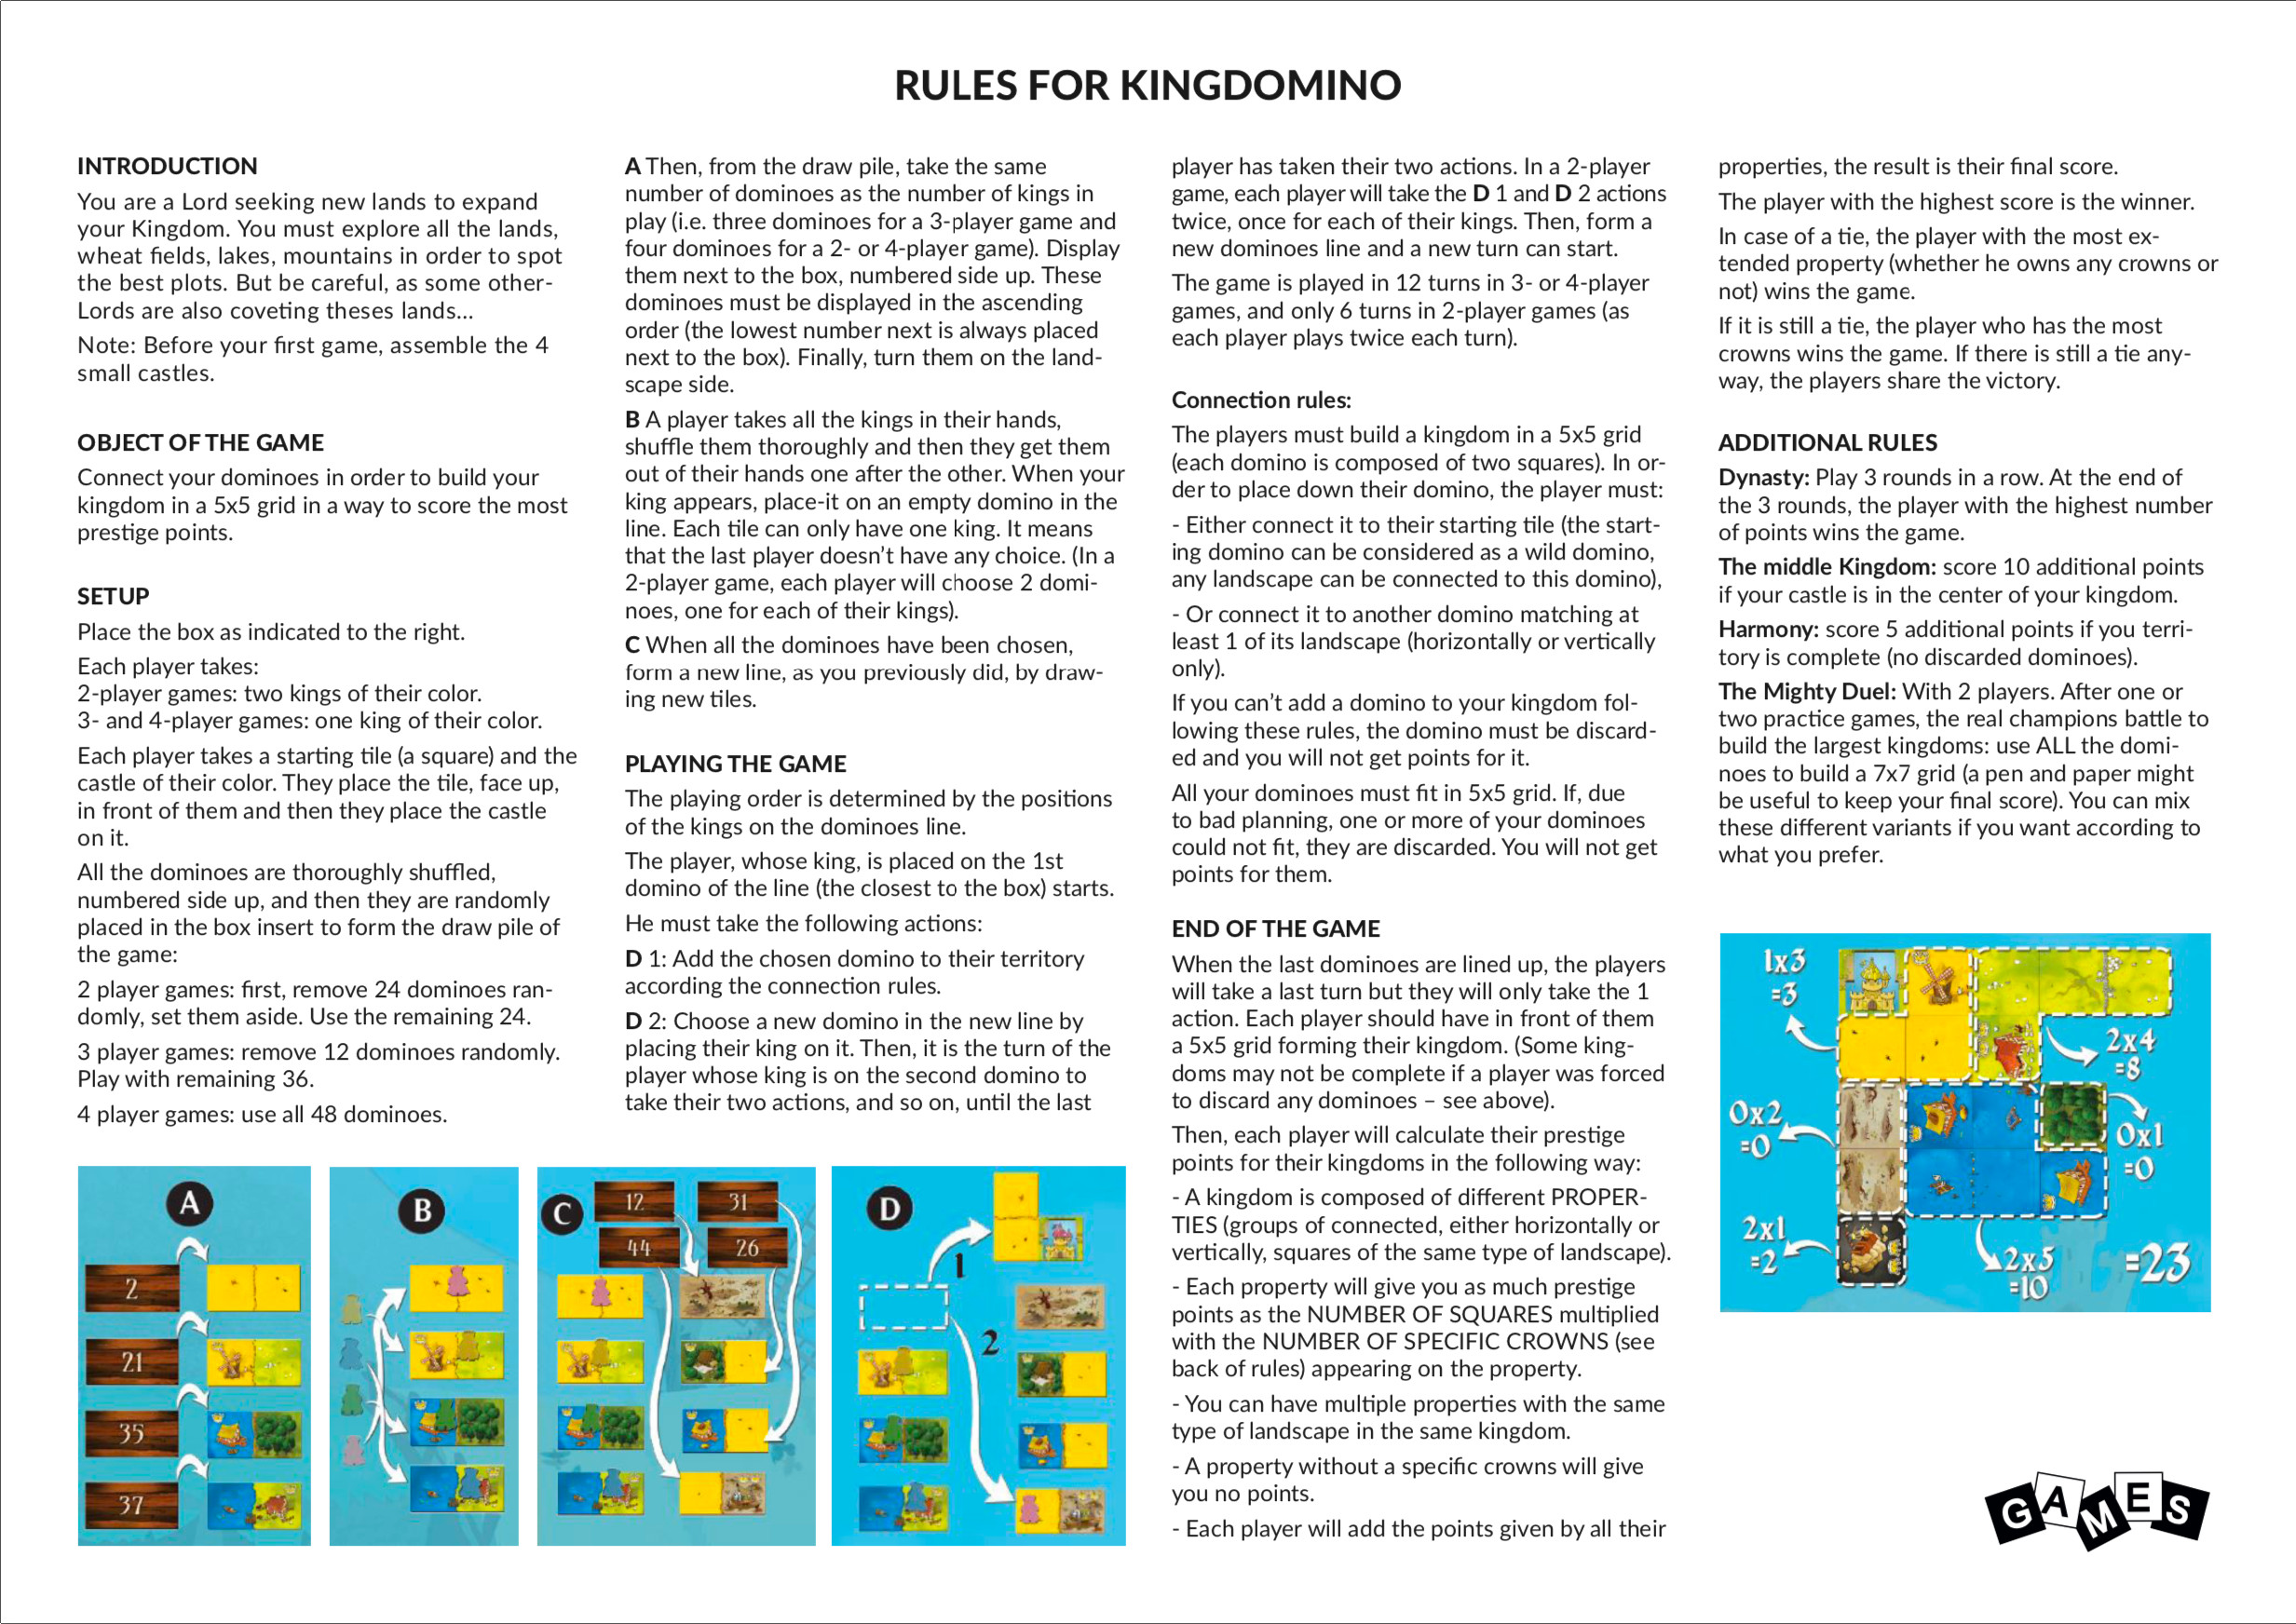 RULES FOR KINGDOMINO
INTRODUCTION
You are a Lord seeking new lands to expand
your Kingdom. You must explore all the lands,
wheat fields, lakes, mountains in order to spot
the best plots. But be careful, as some other-
Lords are also coveting theses lands...
Note: Before your first game, assemble the 4
small castles.
OBJECT OF THE GAME
Connect your dominoes in order to build your
kingdom in a 5x5 grid in a way to score the most
prestige points.
SETUP
Place the box as indicated to the right.
Each player takes:
2-player games: two kings of their color.
3- and 4-player games: one king of their color.
Each player takes a starting tile (a square) and the
castle of their color. They place the tile, face up,
in front of them and then they place the castle
on it.
All the dominoes are thoroughly shuffled,
numbered side up, and then they are randomly
placed in the box insert to form the draw pile of
the game:
2 player games: first, remove 24 dominoes ran-
domly, set them aside. Use the remaining 24.
3 player games: remove 12 dominoes randomly.
Play with remaining 36.
4 player games: use all 48 dominoes.
A Then, from the draw pile, take the same
number of dominoes as the number of kings in
play (i.e. three dominoes for a 3-player game and
four dominoes for a 2- or 4-player game). Display
them next to the box, numbered side up. These
dominoes must be displayed in the ascending
order (the lowest number next is always placed
next to the box). Finally, turn them on the land-
scape side.
B A player takes all the kings in their hands,
shuffle them thoroughly and then they get them
out of their hands one after the other. When your
king appears, place-it on an empty domino in the
line. Each tile can only have one king. It means
that the last player doesn't have any choice. (In a
2-player game, each player will choose 2 domi-
noes, one for each of their kings).
C When all the dominoes have been chosen,
form a new line, as you previously did, by draw-
ing new tiles.
PLAYING THE GAME
The playing order is determined by the positions
of the kings on the dominoes line.
The player, whose king, is placed on the 1st
domino of the line (the closest to the box) starts.
He must take the following actions:
D 1: Add the chosen domino to their territory
according the connection rules.
D 2: Choose a new domino in the new line by
placing their king on it. Then, it is the turn of the
player whose king is on the second domino to
take their two actions, and so on, until the last
player has taken their two actions. In a 2-player
game, each player will take the D 1 and D 2 actions
twice, once for each of their kings. Then, form a
new dominoes line and a new turn can start.
The game is played in 12 turns in 3- or 4-player
games, and only 6 turns in 2-player games (as
each player plays twice each turn).
Connection rules:
The players must build a kingdom in a 5x5 grid
(each domino is composed of two squares). In or-
der to place down their domino, the player must:
- Either connect it to their starting tile (the start-
ing domino can be considered as a wild domino,
any landscape can be connected to this domino),
- Or connect it to another domino matching at
least 1 of its landscape (horizontally or vertically
only).
If you can't add a domino to your kingdom fol-
lowing these rules, the domino must be discard-
ed and you will not get points for it.
All your dominoes must fit in 5x5 grid. If, due
to bad planning, one or more of your dominoes
could not fit, they are discarded. You will not get
points for them.
END OF THE GAME
When the last dominoes are lined up, the players
will take a last turn but they will only take the 1
action. Each player should have in front of them
a 5x5 grid forming their kingdom. (Some king-
doms may not be complete if a player was forced
to discard any dominoes – see above).
Then, each player will calculate their prestige
points for their kingdoms in the following way:
- A kingdom is composed of different PROPER-
TIES (groups of connected, either horizontally or
vertically, squares of the same type of landscape).
- Each property will give you as much prestige
points as the NUMBER OF SQUARES multiplied
with the NUMBER OF SPECIFIC CROWNS (see
back of rules) appearing on the property.
- You can have multiple properties with the same
type of landscape in the same kingdom.
- A property without a specific crowns will give
you no points.
- Each player will add the points given by all their
properties, the result is their final score.
The player with the highest score is the winner.
In case of a tie, the player with the most ex-
tended property (whether he owns any crowns or
not) wins the game.
If it is still a tie, the player who has the most
crowns wins the game. If there is still a tie any-
way, the players share the victory.
ADDITIONAL RULES
Dynasty: Play 3 rounds in a row. At the end of
the 3 rounds, the player with the highest number
of points wins the game.
The middle Kingdom: score 10 additional points
if your castle is in the center of your kingdom.
Harmony: score 5 additional points if you terri-
tory is complete (no discarded dominoes).
The Mighty Duel: With 2 players. After one or
two practice games, the real champions battle to
build the largest kingdoms: use ALL the domi-
noes to build a 7x7 grid (a pen and paper might
be useful to keep your final score). You can mix
these different variants if you want according to
what you prefer.
A
2
21
35
37
B
C
12
31
44
26
D
1
2
1x3
=3
2x4
=8
0x2
=0
0x1
=0
2x1
=2
2x5
=10
=23
GAMES